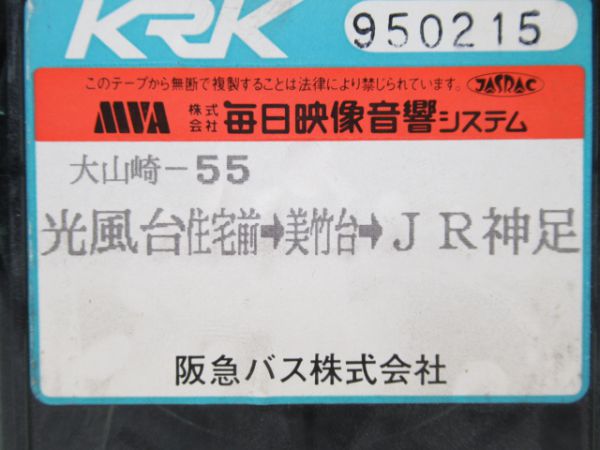 KRK 950215
このテープから無断で複製することは法律により禁じられています。 JASRAC
MVA 株式会社 毎日映像音響システム
大山崎-55
光風台住宅前→美竹台→JR神足
阪急バス株式会社